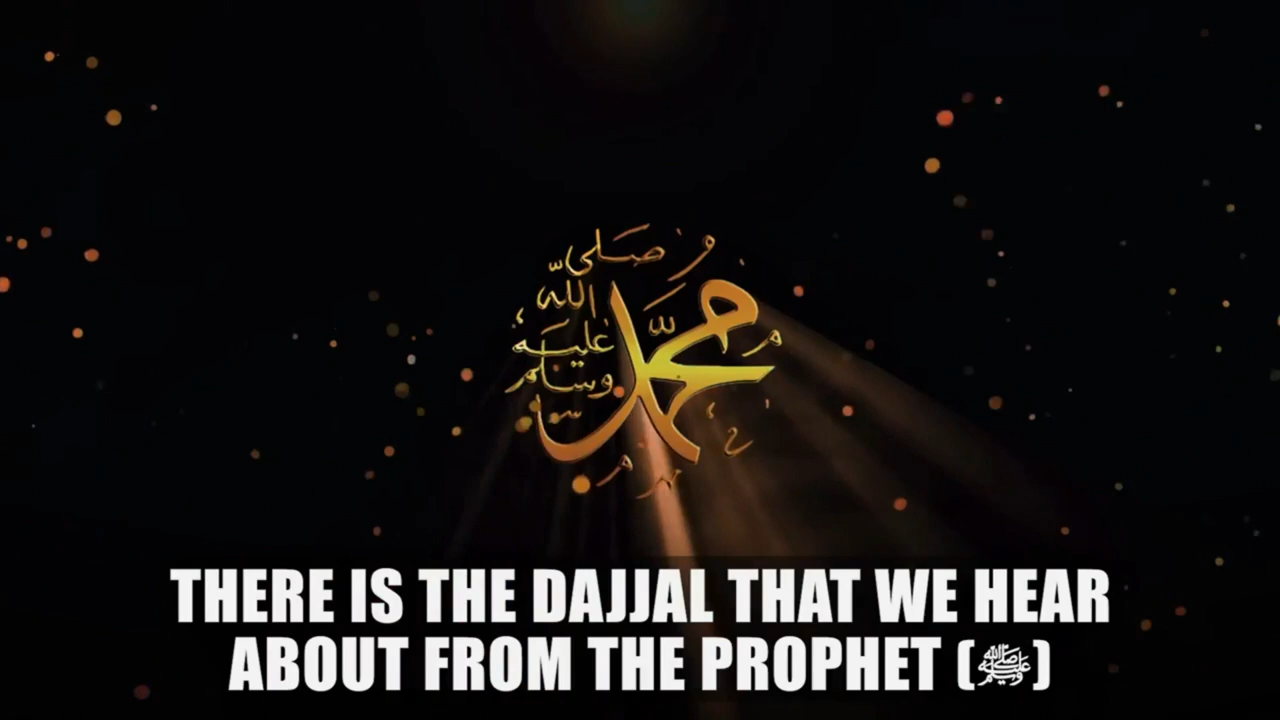 صلى
الله
عليه
وسلم
محمد
THERE IS THE DAJJAL THAT WE HEAR
ABOUT FROM THE PROPHET (ﷺ)